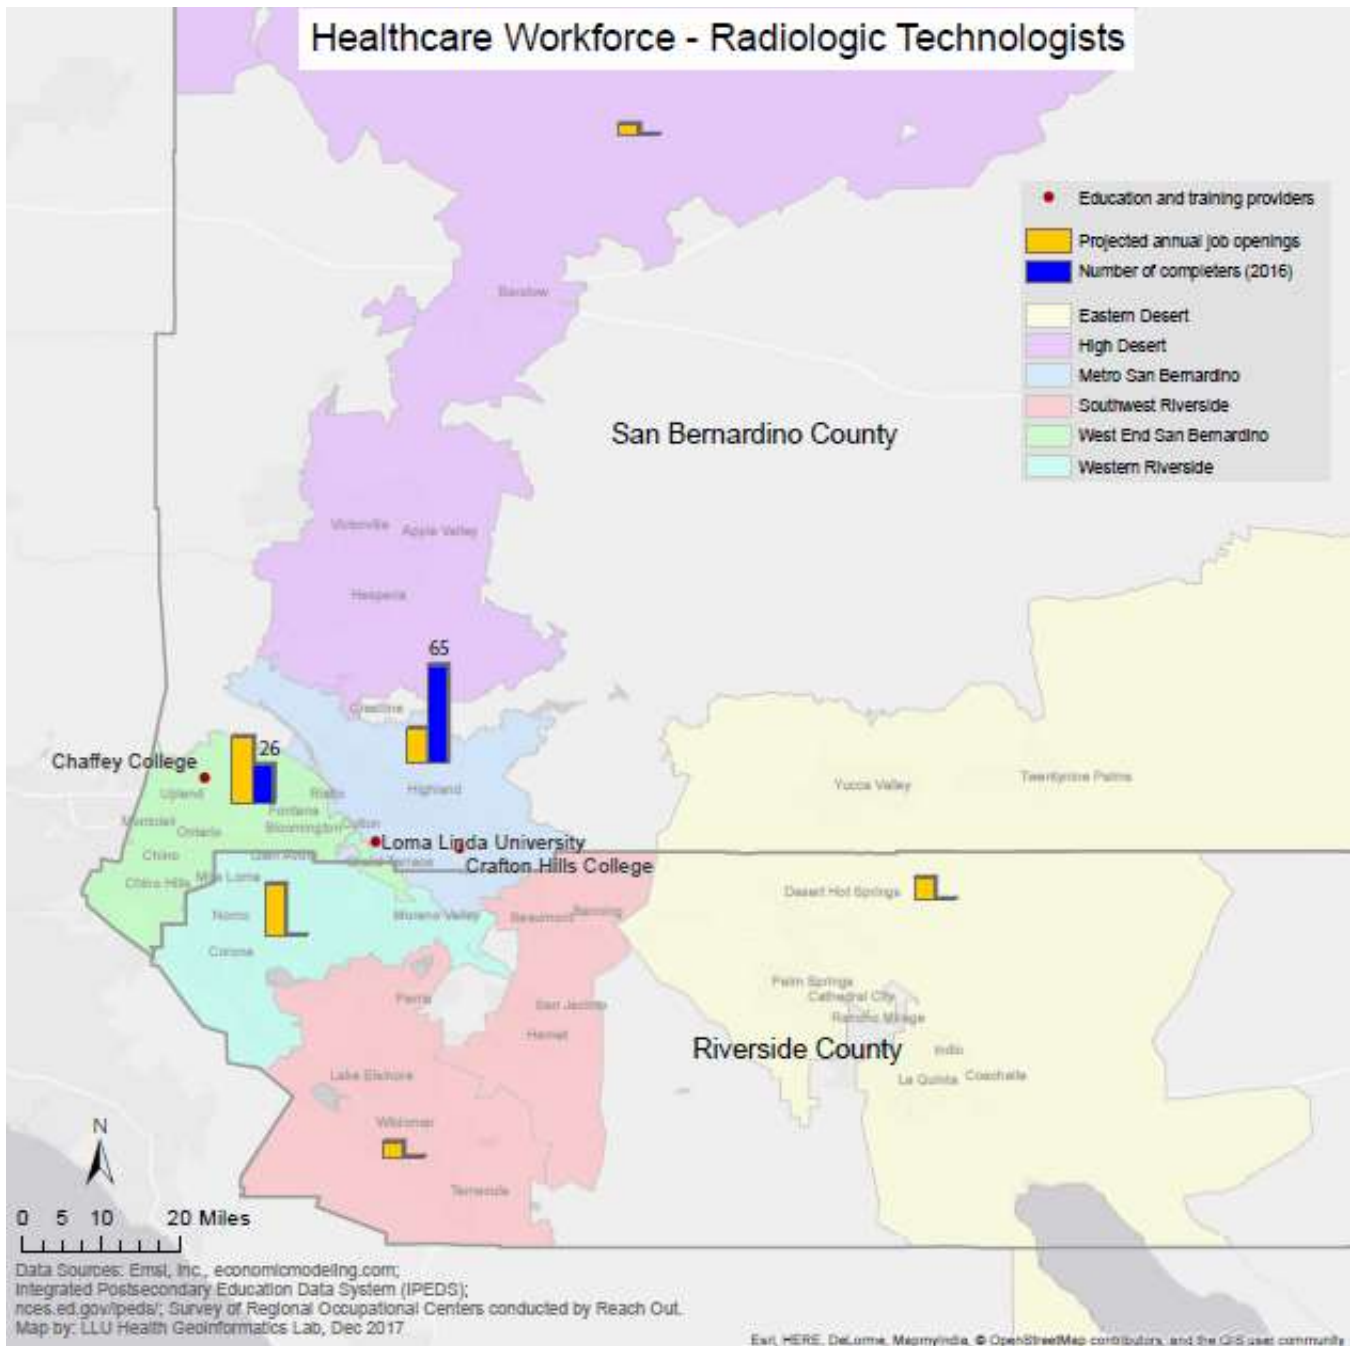 Healthcare Workforce - Radiologic Technologists
Education and training providers
Projected annual job openings
Number of completers (2016)
Eastern Desert
High Desert
Metro San Bernardino
Southwest Riverside
West End San Bernardino
Western Riverside
Barstow
San Bernardino County
Victorville
Apple Valley
Hesperia
65
Crestline
26
Chaffey College
Upland
Rialto
Highland
Yucca Valley
Twentynine Palms
Fontana
Montclair
Ontario
Bloomington
Colton
Loma Linda University
Chino
Glen Avon
Grand Terrace
Crafton Hills College
Chino Hills
Mira Loma
Desert Hot Springs
Norco
Moreno Valley
Beaumont
Banning
Corona
Palm Springs
Cathedral City
Perris
San Jacinto
Rancho Mirage
Hemet
Riverside County
Indio
Lake Elsinore
La Quinta
Coachella
Wildomar
N
Temecula
0 5 10 20 Miles
Data Sources: Emsi, Inc., economicmodeling.com;
Integrated Postsecondary Education Data System (IPEDS);
nces.ed.gov/ipeds/; Survey of Regional Occupational Centers conducted by Reach Out.
Map by: LLU Health Geoinformatics Lab, Dec 2017
Esri, HERE, DeLorme, MapmyIndia, © OpenStreetMap contributors, and the GIS user community